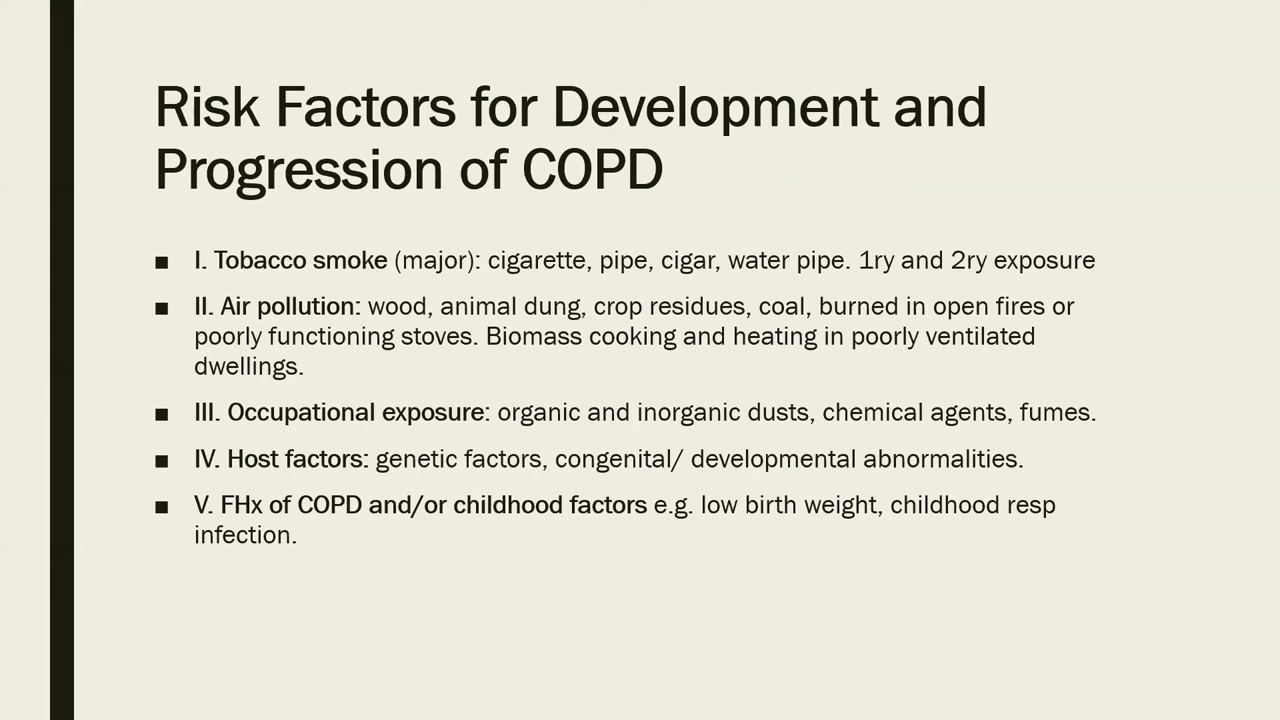 Risk Factors for Development and
Progression of COPD
■ I. Tobacco smoke (major): cigarette, pipe, cigar, water pipe. 1ry and 2ry exposure
■ II. Air pollution: wood, animal dung, crop residues, coal, burned in open fires or
poorly functioning stoves. Biomass cooking and heating in poorly ventilated
dwellings.
■ III. Occupational exposure: organic and inorganic dusts, chemical agents, fumes.
■ IV. Host factors: genetic factors, congenital/ developmental abnormalities.
■ V. FHx of COPD and/or childhood factors e.g. low birth weight, childhood resp
infection.